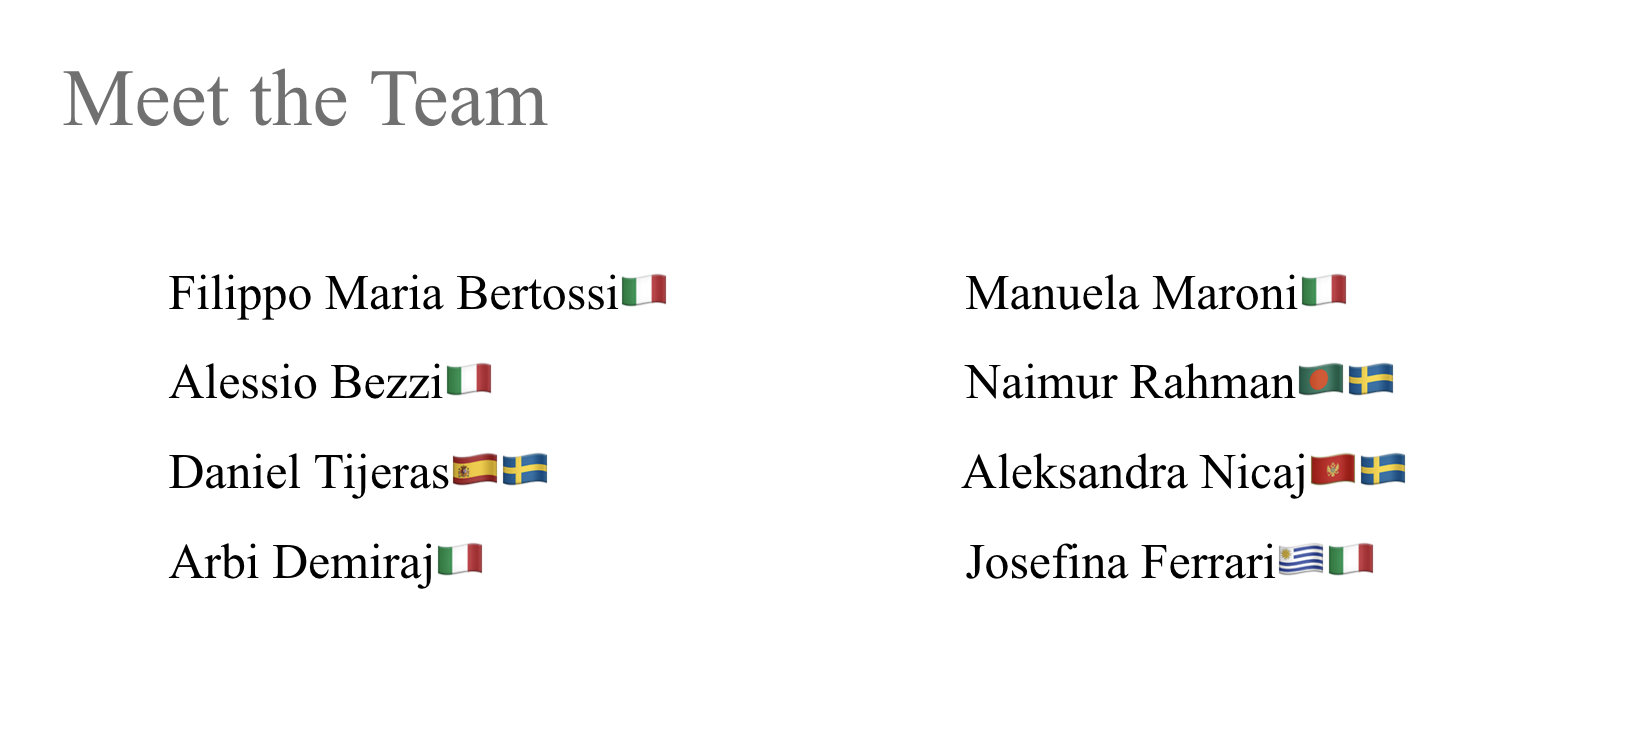 Meet the Team
Filippo Maria Bertossi🇮🇹
Alessio Bezzi🇮🇹
Daniel Tijeras🇪🇸🇸🇪
Arbi Demiraj🇮🇹
Manuela Maroni🇮🇹
Naimur Rahman🇧🇩🇸🇪
Aleksandra Nicaj🇲🇪🇸🇪
Josefina Ferrari🇺🇾🇮🇹